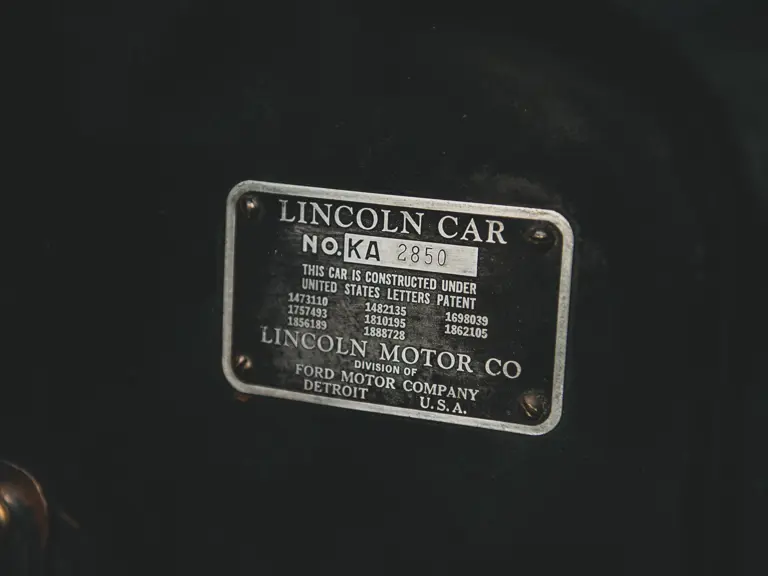 LINCOLN CAR
NO. KA 2850
THIS CAR IS CONSTRUCTED UNDER
UNITED STATES LETTERS PATENT
1473110 1482135 1698039
1757493 1810195 1862105
1856189 1888728
LINCOLN MOTOR CO
DIVISION OF
FORD MOTOR COMPANY
DETROIT U.S.A.